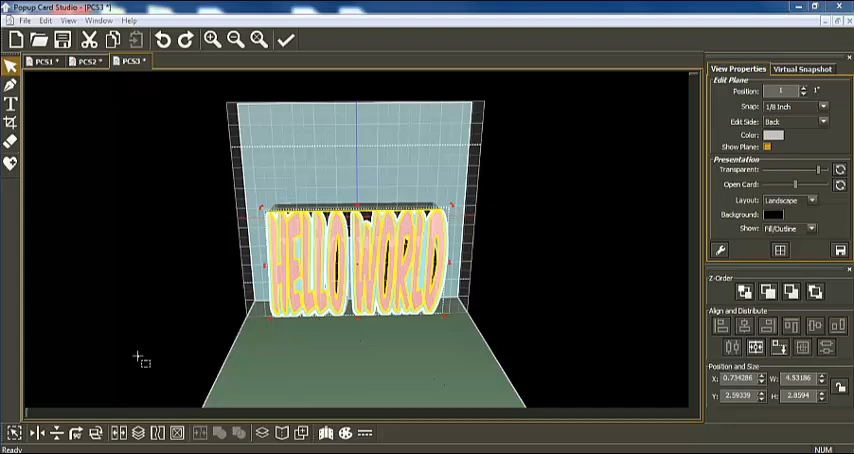 Popup Card Studio - [PCS3 *]
File Edit View Window Help
PCS1 * PCS2 * PCS3 *
View Properties Virtual Snapshot
Edit Plane
Position: 1 1"
Snap: 1/8 Inch
Edit Side: Back
Color:
Show Plane:
Presentation
Transparent:
Open Card:
Layout: Landscape
Background:
Show: Fill/Outline
HELLO WORLD
Z-Order
Align and Distribute
Position and Size
X: 0.734286 W: 4.53186
Y: 2.59339 H: 2.8594
90°
Ready NUM